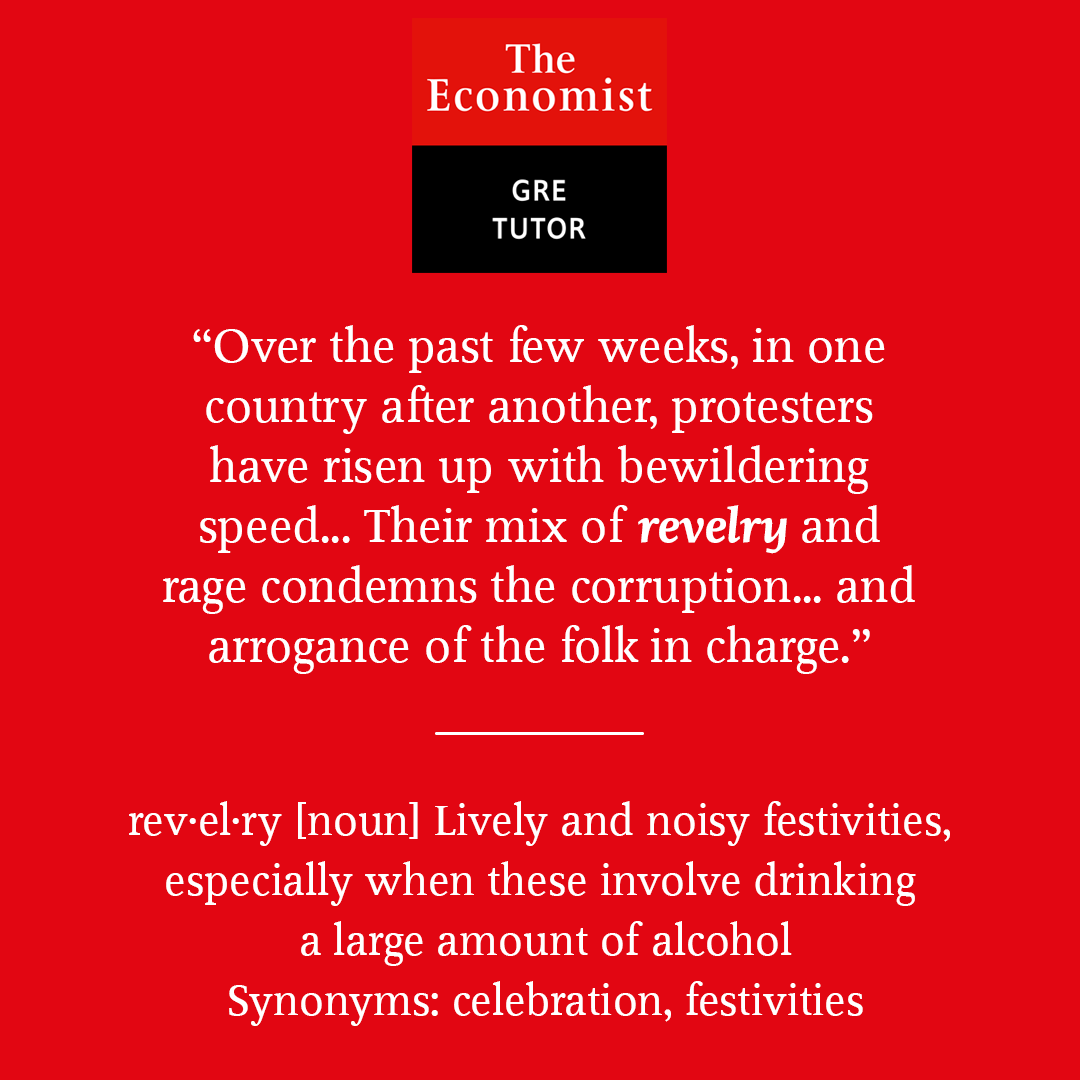 The
Economist
GRE
TUTOR
“Over the past few weeks, in one
country after another, protesters
have risen up with bewildering
speed... Their mix of revelry and
rage condemns the corruption... and
arrogance of the folk in charge.”
rev·el·ry [noun] Lively and noisy festivities,
especially when these involve drinking
a large amount of alcohol
Synonyms: celebration, festivities